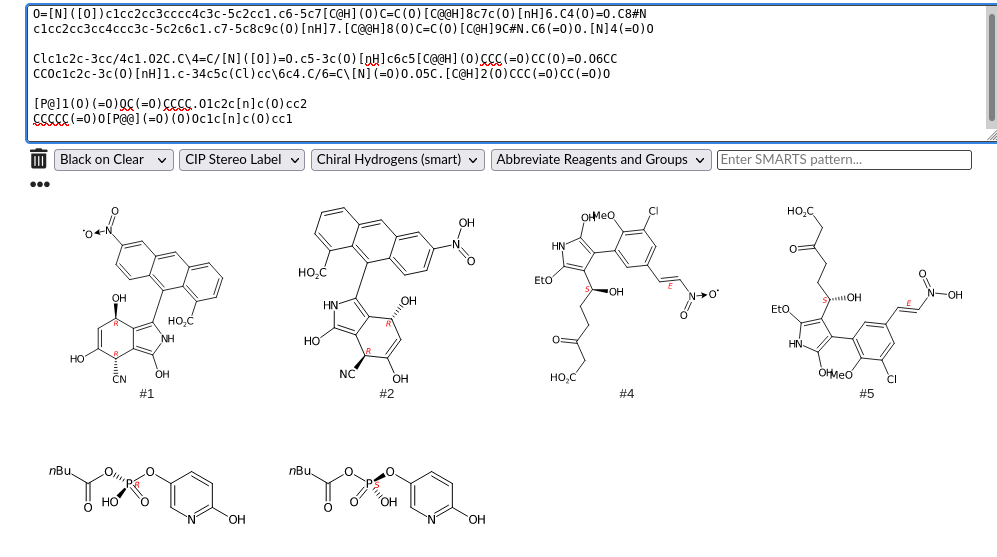 O=[N]([O])c1cc2cc3cccc4c3c-5c2cc1.c6-5c7[C@H](O)C=C(O)[C@@H]8c7c(O)[nH]6.C4(O)=O.C8#N
c1cc2cc3cc4ccc3c-5c2c6c1.c7-5c8c9c(O)[nH]7.[C@@H]8(O)C=C(O)[C@H]9C#N.C6(=O)O.[N]4(=O)O
Clc1c2c-3cc/4c1.O2C.C\4=C/[N]([O])=O.c5-3c(O)[nH]c6c5[C@@H](O)CCC(=O)CC(O)=O.O6CC
CCOc1c2c-3c(O)[nH]1.c-34c5c(Cl)cc\6c4.C/6=C\[N](=O)O.O5C.[C@H]2(O)CCC(=O)CC(=O)O
[P@]1(O)(=O)OC(=O)CCCC.O1c2c[n]c(O)cc2
CCCCC(=O)O[P@@](=O)(O)Oc1c[n]c(O)cc1
Black on Clear CIP Stereo Label Chiral Hydrogens (smart) Abbreviate Reagents and Groups Enter SMARTS pattern...
O
•O N
OH
R
HO2C
R
NH
HO
CN OH
#1
OH
N
O
HO2C
HN
OH
R
HO
R
NC
OH
#2
OH MeO Cl
HN
EtO
S OH
E
N O•
O
O
HO2C
#4
HO2C
O
S OH
EtO
HN
OH MeO
Cl
E
O
N OH
#5
nBu
O
O
HO
P R
O
O
N OH
nBu
O
O
P S
O OH
O
N OH